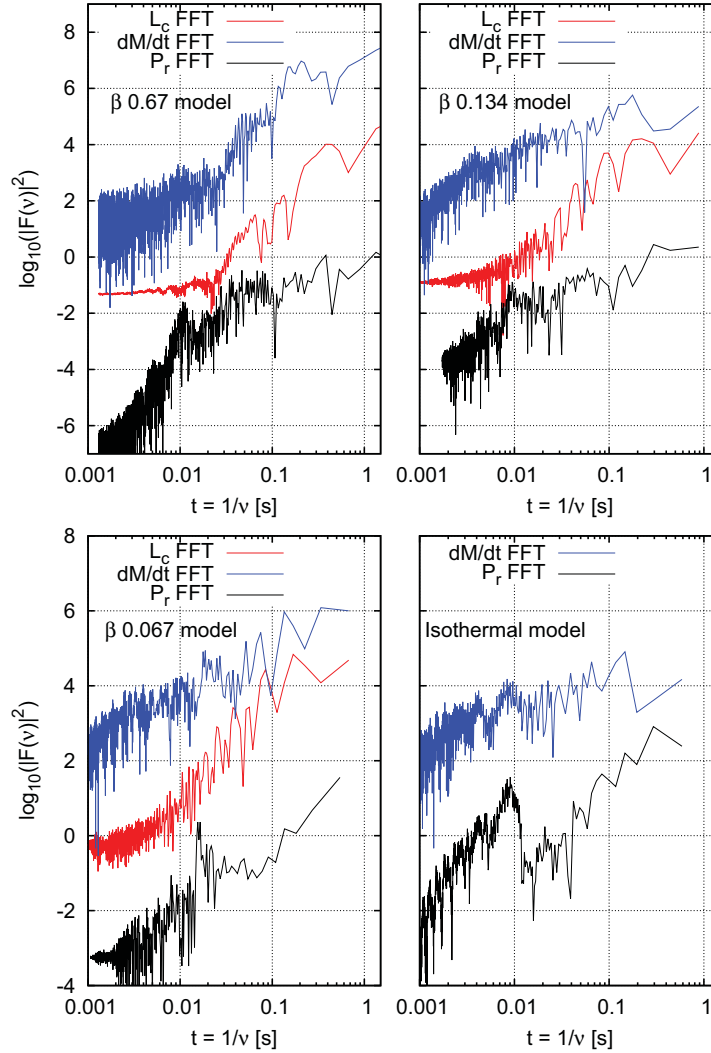 L_c FFT
dM/dt FFT
P_r FFT
β 0.67 model
log_10(|F(ν)|^2)
8
6
4
2
0
-2
-4
-6
0.001 0.01 0.1 1
t = 1/ν [s]
L_c FFT
dM/dt FFT
P_r FFT
β 0.134 model
0.001 0.01 0.1 1
t = 1/ν [s]
L_c FFT
dM/dt FFT
P_r FFT
β 0.067 model
log_10(|F(ν)|^2)
8
6
4
2
0
-2
-4
0.001 0.01 0.1 1
t = 1/ν [s]
dM/dt FFT
P_r FFT
Isothermal model
0.001 0.01 0.1 1
t = 1/ν [s]